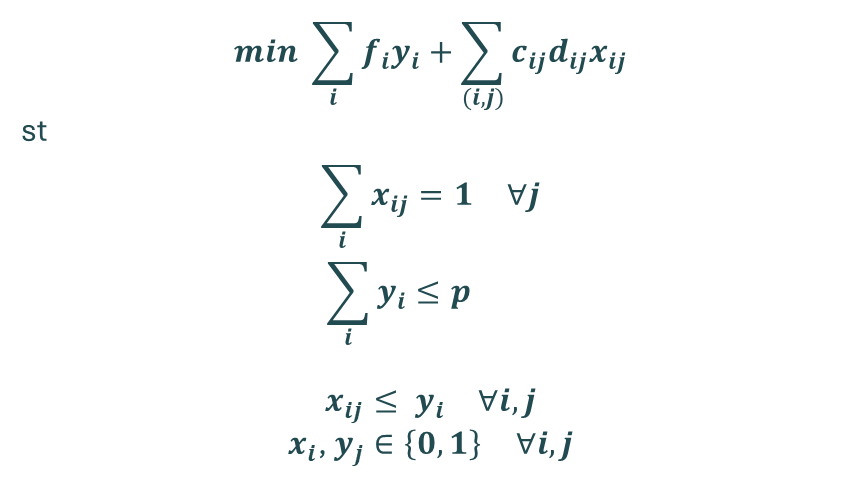 min ∑_i f_i y_i + ∑_(i,j) c_ij d_ij x_ij
st
∑_i x_ij = 1 ∀j
∑_i y_i ≤ p
x_ij ≤ y_i ∀i,j
x_i, y_j ∈ {0,1} ∀i,j